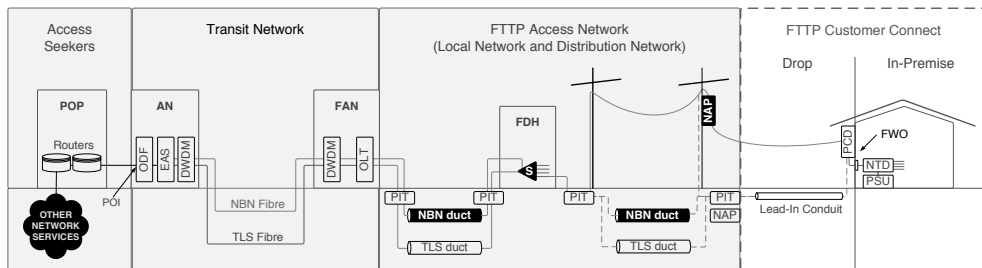 Access
Seekers
Transit Network
FTTP Access Network
(Local Network and Distribution Network)
FTTP Customer Connect
Drop
In-Premise
POP
AN
FAN
FDH
NAP
Routers
ODF
EAS
DWDM
DWDM
OLT
S
PCD
FWO
NTD
PSU
POI
OTHER
NETWORK
SERVICES
NBN Fibre
TLS Fibre
PIT
PIT
PIT
PIT
NBN duct
NBN duct
NAP
Lead-In Conduit
TLS duct
TLS duct